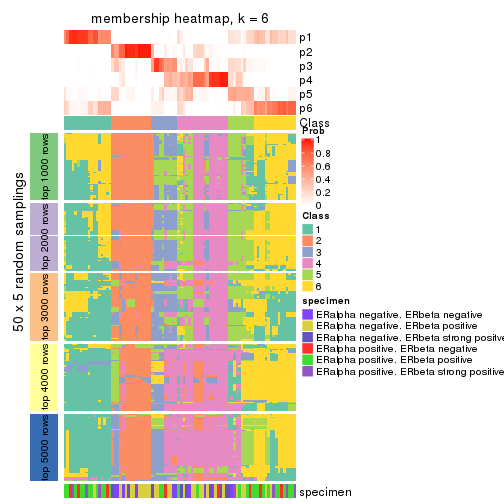 membership heatmap, k = 6
p1
p2
p3
p4
p5
p6
Class
50 x 5 random samplings
top 1000 rows
top 2000 rows
top 3000 rows
top 4000 rows
top 5000 rows
specimen
Prob
1
0.8
0.6
0.4
0.2
0
Class
1
2
3
4
5
6
specimen
ERalpha negative. ERbeta negative
ERalpha negative. ERbeta positive
ERalpha negative. ERbeta strong positive
ERalpha positive. ERbeta negative
ERalpha positive. ERbeta positive
ERalpha positive. ERbeta strong positive